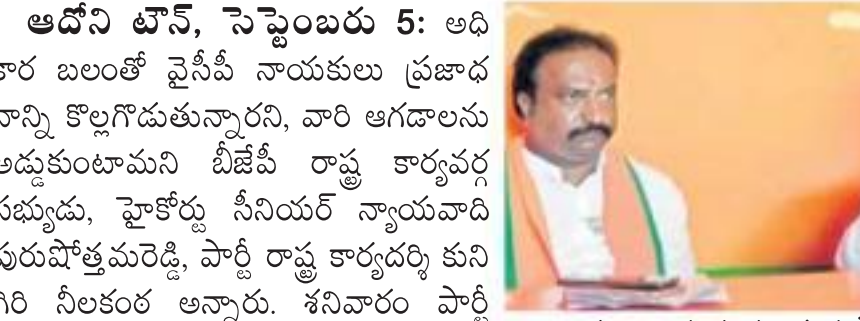 ఆదోని టౌన్, సెప్టెంబరు 5: అధి
కార బలంతో వైసీపీ నాయకులు ప్రజాధ
నాన్ని కొల్లగొడుతున్నారని, వారి ఆగడాలను
అడ్డుకుంటామని బీజేపీ రాష్ట్ర కార్యవర్గ
సభ్యుడు, హైకోర్టు సీనియర్ న్యాయవాది
పురుషోత్తమరెడ్డి, పార్టీ రాష్ట్ర కార్యదర్శి కుని
గిరి నీలకంఠ అన్నారు. శనివారం పార్టీ